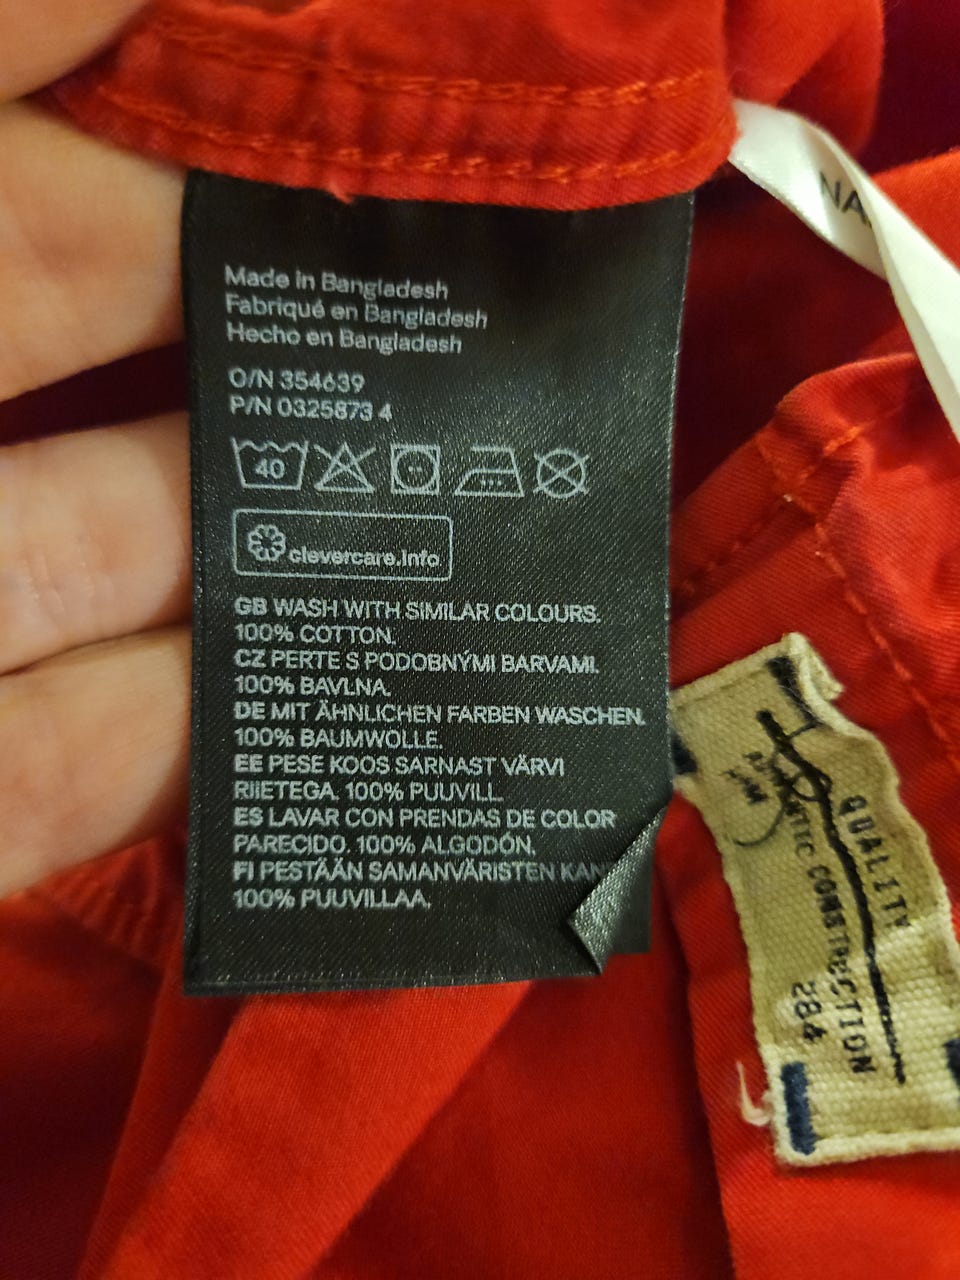 Made in Bangladesh
Fabriqué en Bangladesh
Hecho en Bangladesh
O/N 354639
P/N 0325873 4
40
clevercare.info
GB WASH WITH SIMILAR COLOURS.
100% COTTON.
CZ PERTE S PODOBNÝMI BARVAMI.
100% BAVLNA.
DE MIT ÄHNLICHEN FARBEN WASCHEN.
100% BAUMWOLLE.
EE PESE KOOS SARNAST VÄRVI
RIIETEGA. 100% PUUVILL.
ES LAVAR CON PRENDAS DE COLOR
PARECIDO. 100% ALGODÓN.
FI PESTÄÄN SAMANVÄRISTEN KAN
100% PUUVILLAA.
NA
QUALITY
CONSTRUCTION
284